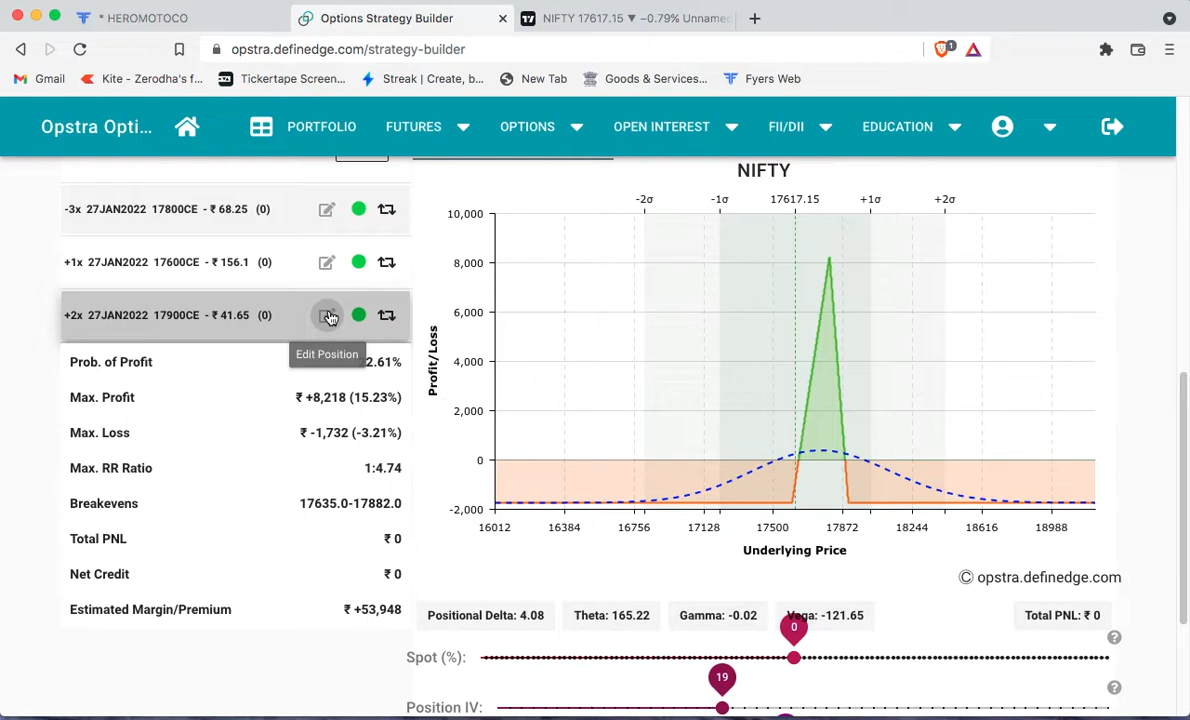 * HEROMOTOCO
Options Strategy Builder
NIFTY 17617.15 ▼ −0.79% Unname
opstra.definedge.com/strategy-builder
1
Gmail
Kite - Zerodha's f...
Tickertape Screen...
Streak | Create, b...
New Tab
Goods & Services...
Fyers Web
Opstra Opti...
PORTFOLIO
FUTURES
OPTIONS
OPEN INTEREST
FII/DII
EDUCATION
-3x 27JAN2022 17800CE - ₹ 68.25 (0)
+1x 27JAN2022 17600CE - ₹ 156.1 (0)
+2x 27JAN2022 17900CE - ₹ 41.65 (0)
Edit Position
Prob. of Profit 2.61%
Max. Profit ₹ +8,218 (15.23%)
Max. Loss ₹ -1,732 (-3.21%)
Max. RR Ratio 1:4.74
Breakevens 17635.0-17882.0
Total PNL ₹ 0
Net Credit ₹ 0
Estimated Margin/Premium ₹ +53,948
NIFTY
-2σ -1σ 17617.15 +1σ +2σ
10,000
8,000
6,000
4,000
2,000
0
-2,000
Profit/Loss
16012 16384 16756 17128 17500 17872 18244 18616 18988
Underlying Price
© opstra.definedge.com
Positional Delta: 4.08
Theta: 165.22
Gamma: -0.02
Vega: -121.65
Total PNL: ₹ 0
0
Spot (%):
?
19
Position IV:
?